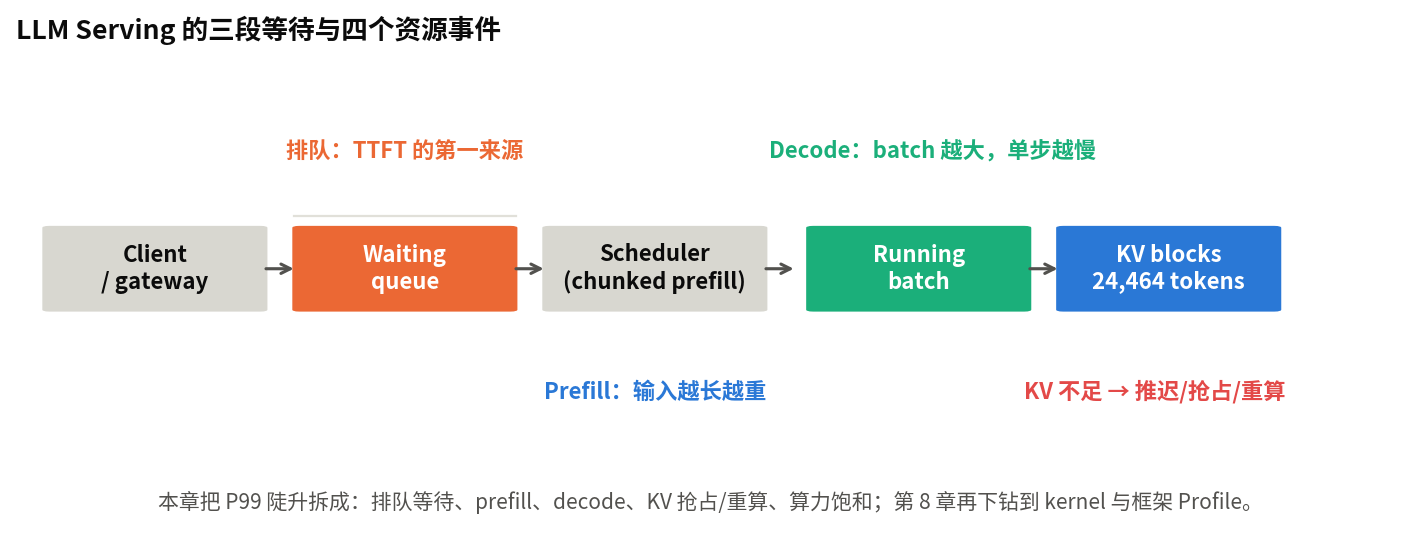 LLM Serving 的三段等待与四个资源事件
排队：TTFT 的第一来源
Decode：batch 越大，单步越慢
Client
/ gateway
Waiting
queue
Scheduler
(chunked prefill)
Running
batch
KV blocks
24,464 tokens
Prefill：输入越长越重
KV 不足 → 推迟/抢占/重算
本章把 P99 陡升拆成：排队等待、prefill、decode、KV 抢占/重算、算力饱和；第 8 章再下钻到 kernel 与框架 Profile。